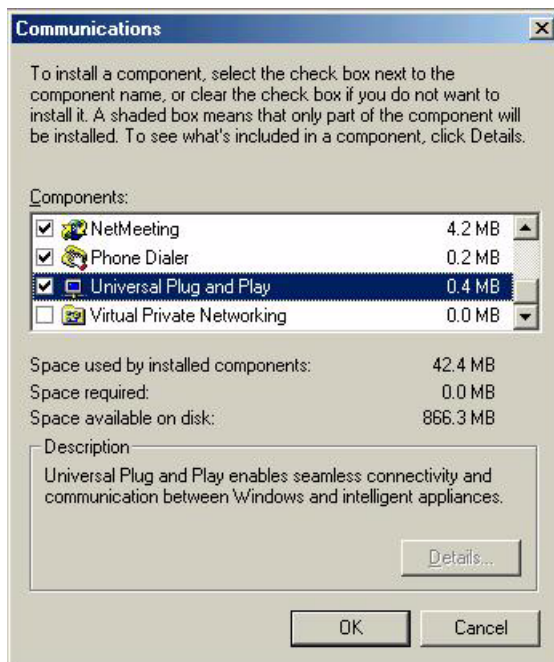 Communications
To install a component, select the check box next to the
component name, or clear the check box if you do not want to
install it. A shaded box means that only part of the component will
be installed. To see what's included in a component, click Details.
Components:
NetMeeting 4.2 MB
Phone Dialer 0.2 MB
Universal Plug and Play 0.4 MB
Virtual Private Networking 0.0 MB
Space used by installed components: 42.4 MB
Space required: 0.0 MB
Space available on disk: 866.3 MB
Description
Universal Plug and Play enables seamless connectivity and
communication between Windows and intelligent appliances.
Details...
OK Cancel